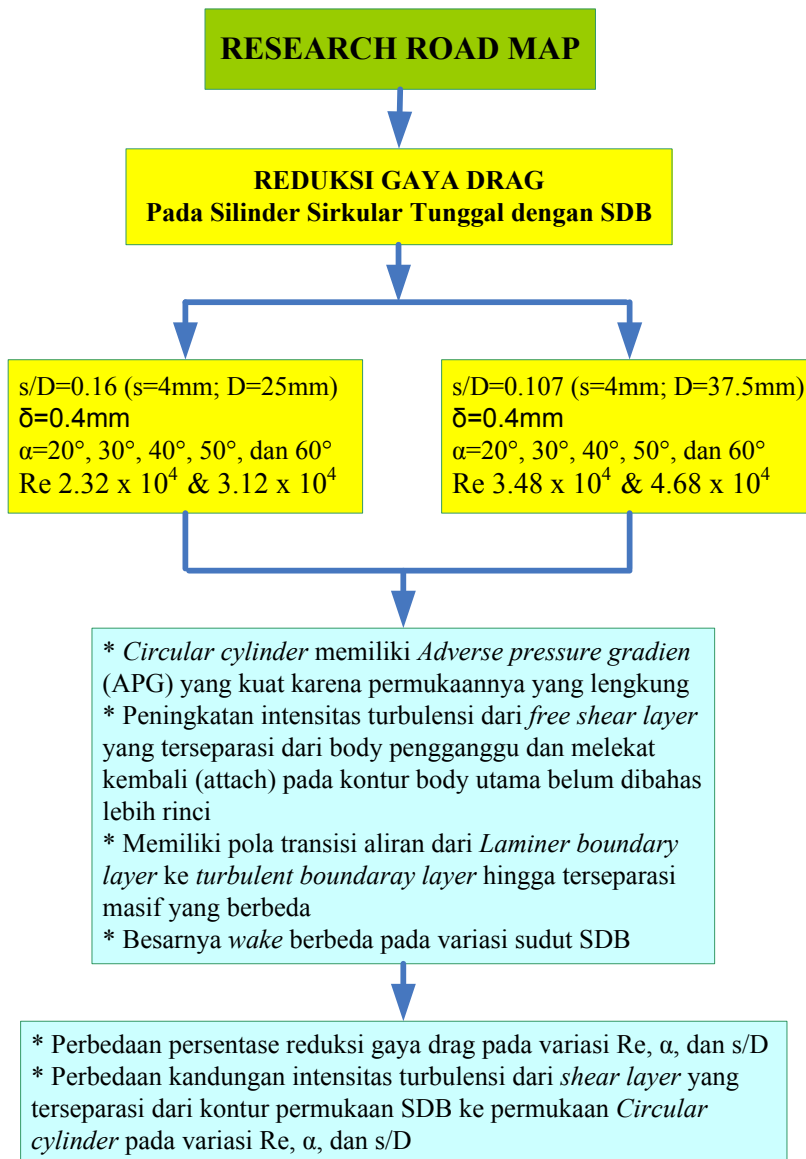 RESEARCH ROAD MAP
REDUKSI GAYA DRAG
Pada Silinder Sirkular Tunggal dengan SDB
s/D=0.16 (s=4mm; D=25mm)
δ=0.4mm
α=20°, 30°, 40°, 50°, dan 60°
Re 2.32 x 10⁴ & 3.12 x 10⁴
s/D=0.107 (s=4mm; D=37.5mm)
δ=0.4mm
α=20°, 30°, 40°, 50°, dan 60°
Re 3.48 x 10⁴ & 4.68 x 10⁴
* Circular cylinder memiliki Adverse pressure gradien
(APG) yang kuat karena permukaannya yang lengkung
* Peningkatan intensitas turbulensi dari free shear layer
yang terseparasi dari body pengganggu dan melekat
kembali (attach) pada kontur body utama belum dibahas
lebih rinci
* Memiliki pola transisi aliran dari Laminer boundary
layer ke turbulent boundaray layer hingga terseparasi
masif yang berbeda
* Besarnya wake berbeda pada variasi sudut SDB
* Perbedaan persentase reduksi gaya drag pada variasi Re, α, dan s/D
* Perbedaan kandungan intensitas turbulensi dari shear layer yang
terseparasi dari kontur permukaan SDB ke permukaan Circular
cylinder pada variasi Re, α, dan s/D